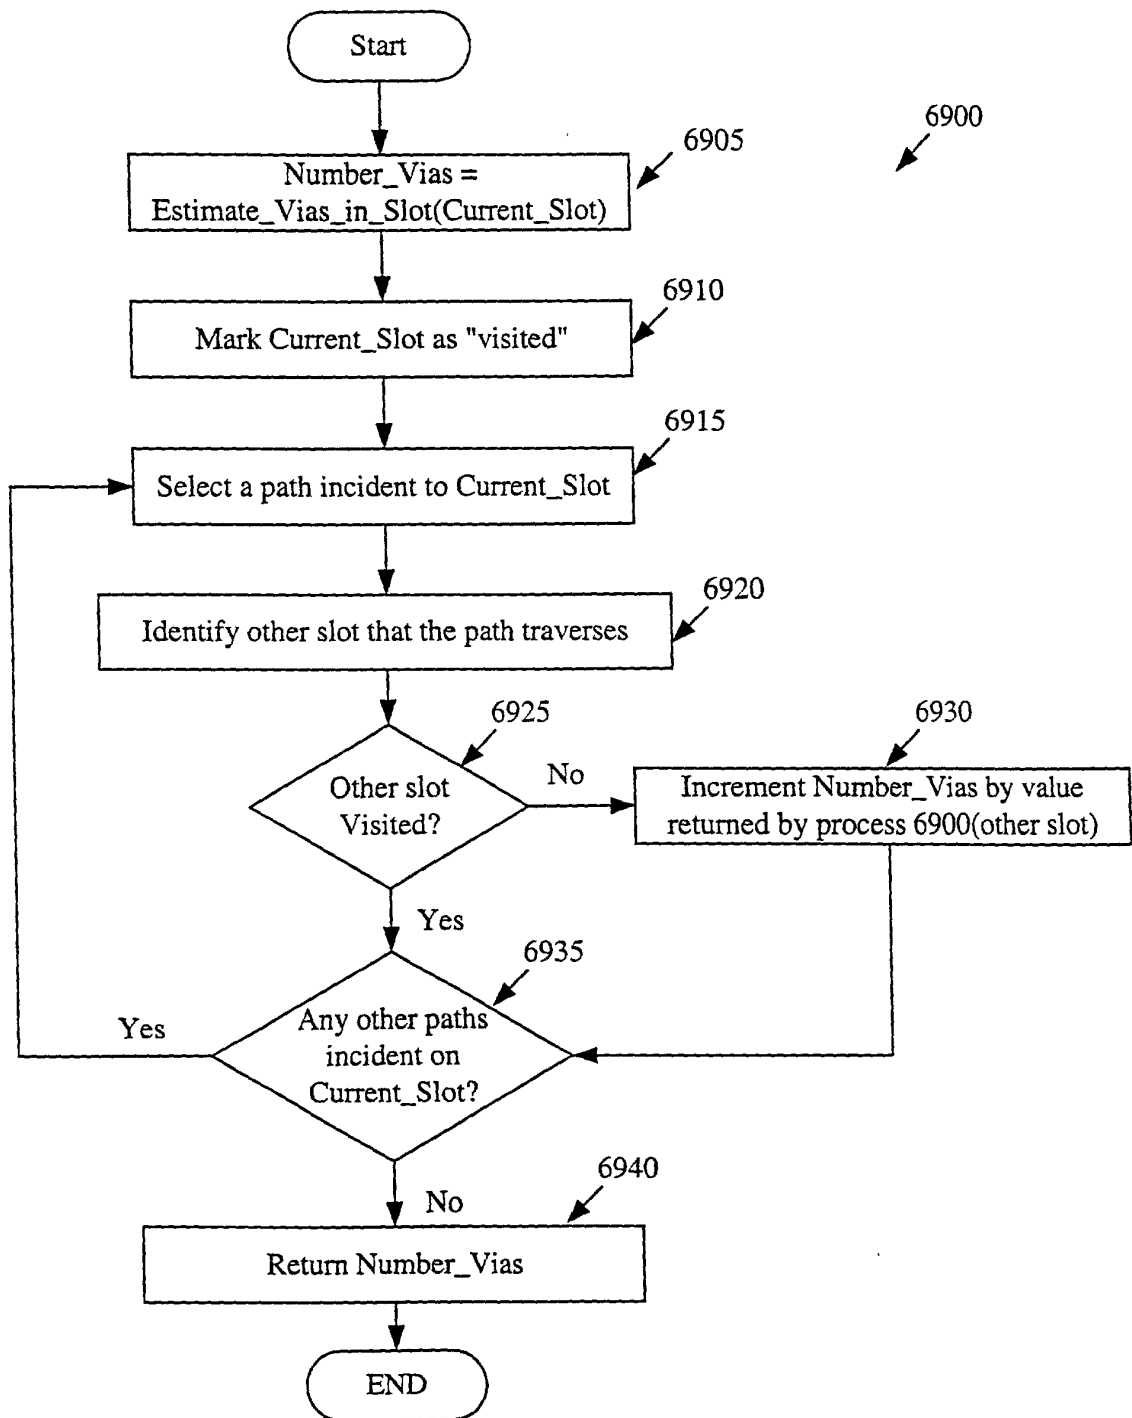 Start
6900
6905
Number_Vias =
Estimate_Vias_in_Slot(Current_Slot)
6910
Mark Current_Slot as "visited"
6915
Select a path incident to Current_Slot
6920
Identify other slot that the path traverses
6925
Other slot
Visited?
No
6930
Increment Number_Vias by value
returned by process 6900(other slot)
Yes
6935
Any other paths
incident on
Current_Slot?
Yes
No
6940
Return Number_Vias
END